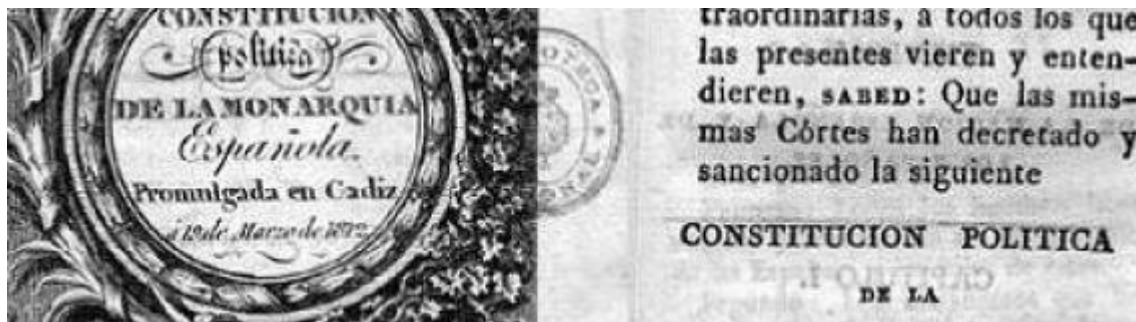 CONSTITUCION
politica
DE LA MONARQUIA
Española.
Promulgada en Cadiz
á 19 de Marzo de 1812
traordinarias, a todos los que
las presentes vieren y enten-
dieren, SABED: Que las mis-
mas Córtes han decretado y
sancionado la siguiente
CONSTITUCION POLITICA
DE LA